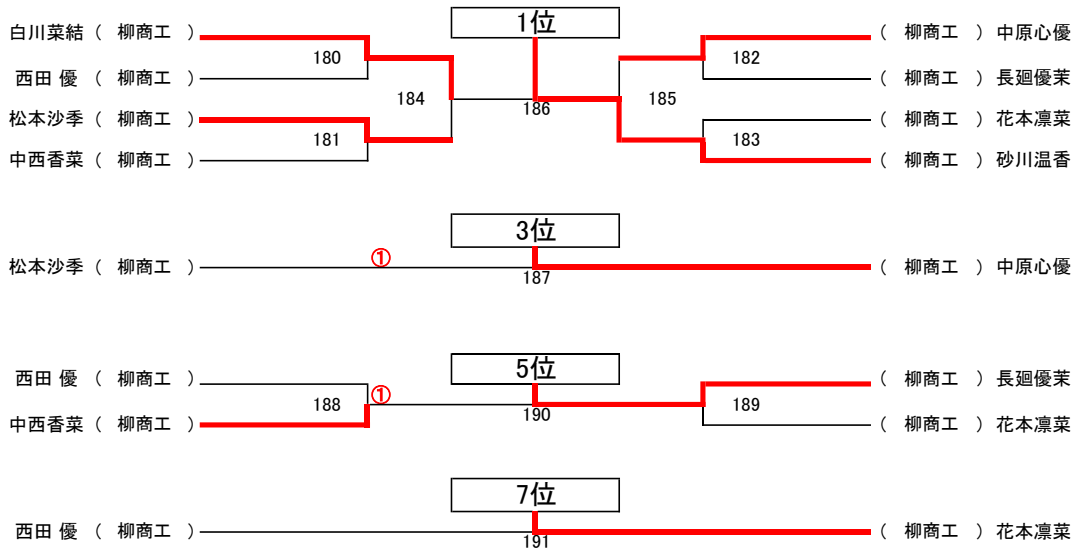 1位
白川菜結 ( 柳商工 ) ( 柳商工 ) 中原心優
180 182
西田 優 ( 柳商工 ) ( 柳商工 ) 長廻優茉
184 186 185
松本沙季 ( 柳商工 ) ( 柳商工 ) 花本凛菜
181 183
中西香菜 ( 柳商工 ) ( 柳商工 ) 砂川温香
3位
松本沙季 ( 柳商工 ) ① ( 柳商工 ) 中原心優
187
5位
西田 優 ( 柳商工 ) ( 柳商工 ) 長廻優茉
188 ① 190 189
中西香菜 ( 柳商工 ) ( 柳商工 ) 花本凛菜
7位
西田 優 ( 柳商工 ) ( 柳商工 ) 花本凛菜
191